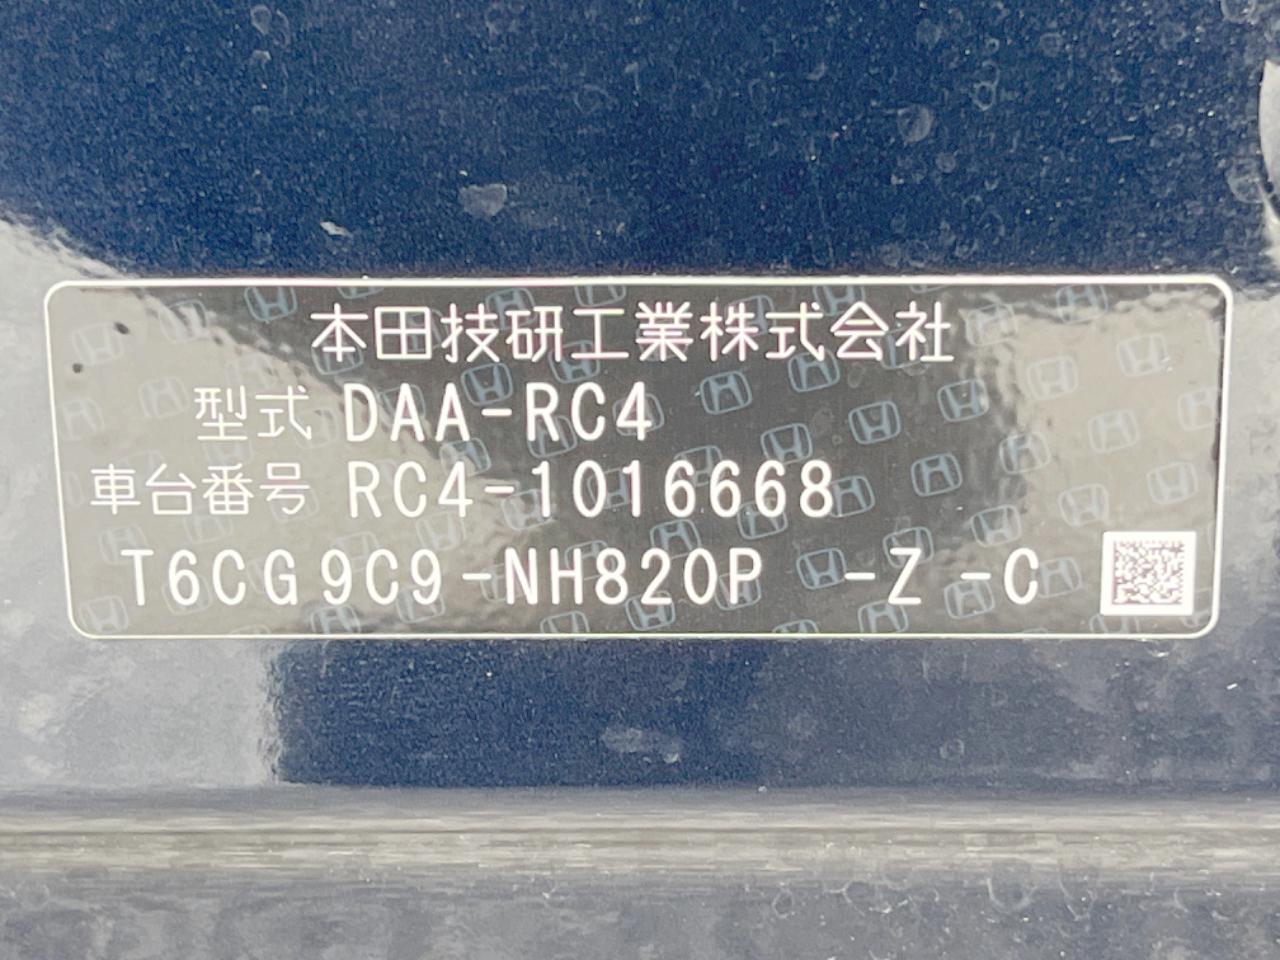 本田技研工業株式会社
型式 DAA-RC4
車台番号 RC4-1016668
T6CG9C9-NH820P -Z -C